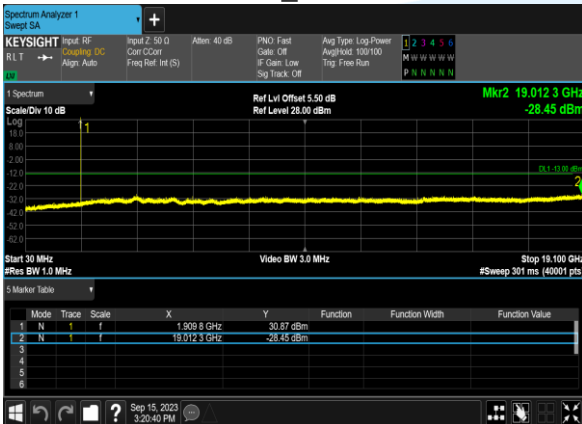 Spectrum Analyzer 1
Swept SA
+
KEYSIGHT Input: RF Input Z: 50 Ω Atten: 40 dB PNO: Fast Avg Type: Log-Power 1 2 3 4 5 6
RLT Coupling: DC Corr CCorr Gate: Off Avg|Hold: 100/100 M W W W W W
Align: Auto Freq Ref: Int (S) IF Gain: Low Trig: Free Run
LXI Sig Track: Off P N N N N N
1 Spectrum Ref Lvl Offset 5.50 dB Mkr2 19.012 3 GHz
Scale/Div 10 dB Ref Level 28.00 dBm -28.45 dBm
Log
18.0
8.00
-2.00
-12.0
-22.0
-32.0
-42.0
-52.0
-62.0
1
DL1 -13.00 dBm
2
Start 30 MHz Video BW 3.0 MHz Stop 19.100 GHz
#Res BW 1.0 MHz #Sweep 301 ms (40001 pts
5 Marker Table
Mode Trace Scale X Y Function Function Width Function Value
1 N 1 f 1.909 8 GHz 30.87 dBm
2 N 1 f 19.012 3 GHz -28.45 dBm
3
4
5
6
? Sep 15, 2023
3:20:40 PM